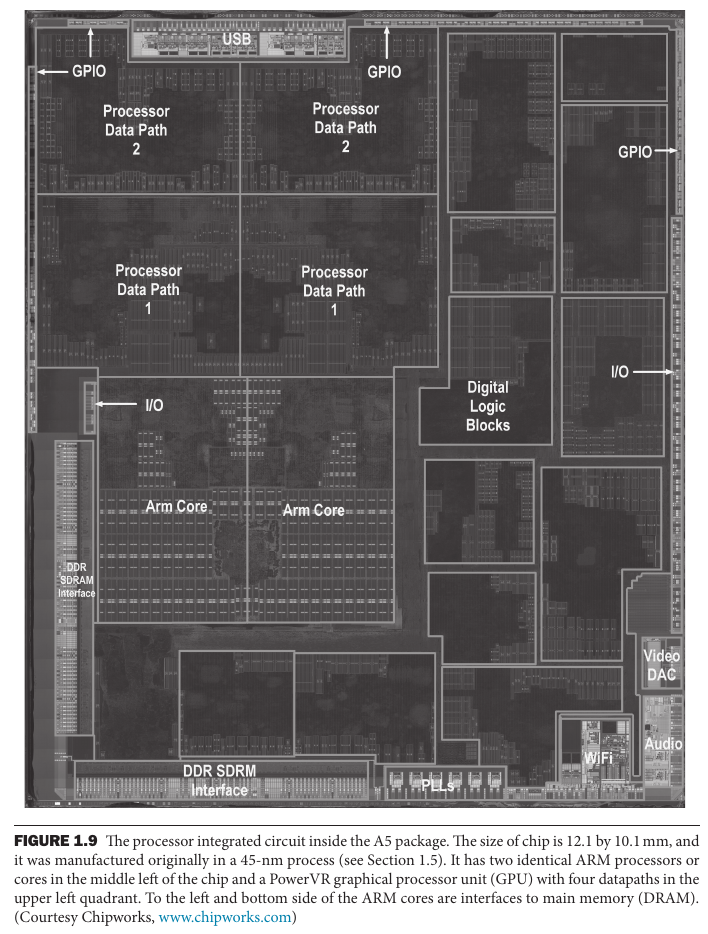 USB
GPIO
GPIO
GPIO
Processor
Data Path
2
Processor
Data Path
2
GPIO
Processor
Data Path
1
Processor
Data Path
1
I/O
Digital
Logic
Blocks
I/O
Arm Core
Arm Core
DDR
SDRAM
Interface
Video
DAC
Audio
WiFi
DDR SDRM
Interface
PLLs
FIGURE 1.9 The processor integrated circuit inside the A5 package. The size of chip is 12.1 by 10.1 mm, and
it was manufactured originally in a 45-nm process (see Section 1.5). It has two identical ARM processors or
cores in the middle left of the chip and a PowerVR graphical processor unit (GPU) with four datapaths in the
upper left quadrant. To the left and bottom side of the ARM cores are interfaces to main memory (DRAM).
(Courtesy Chipworks, www.chipworks.com)